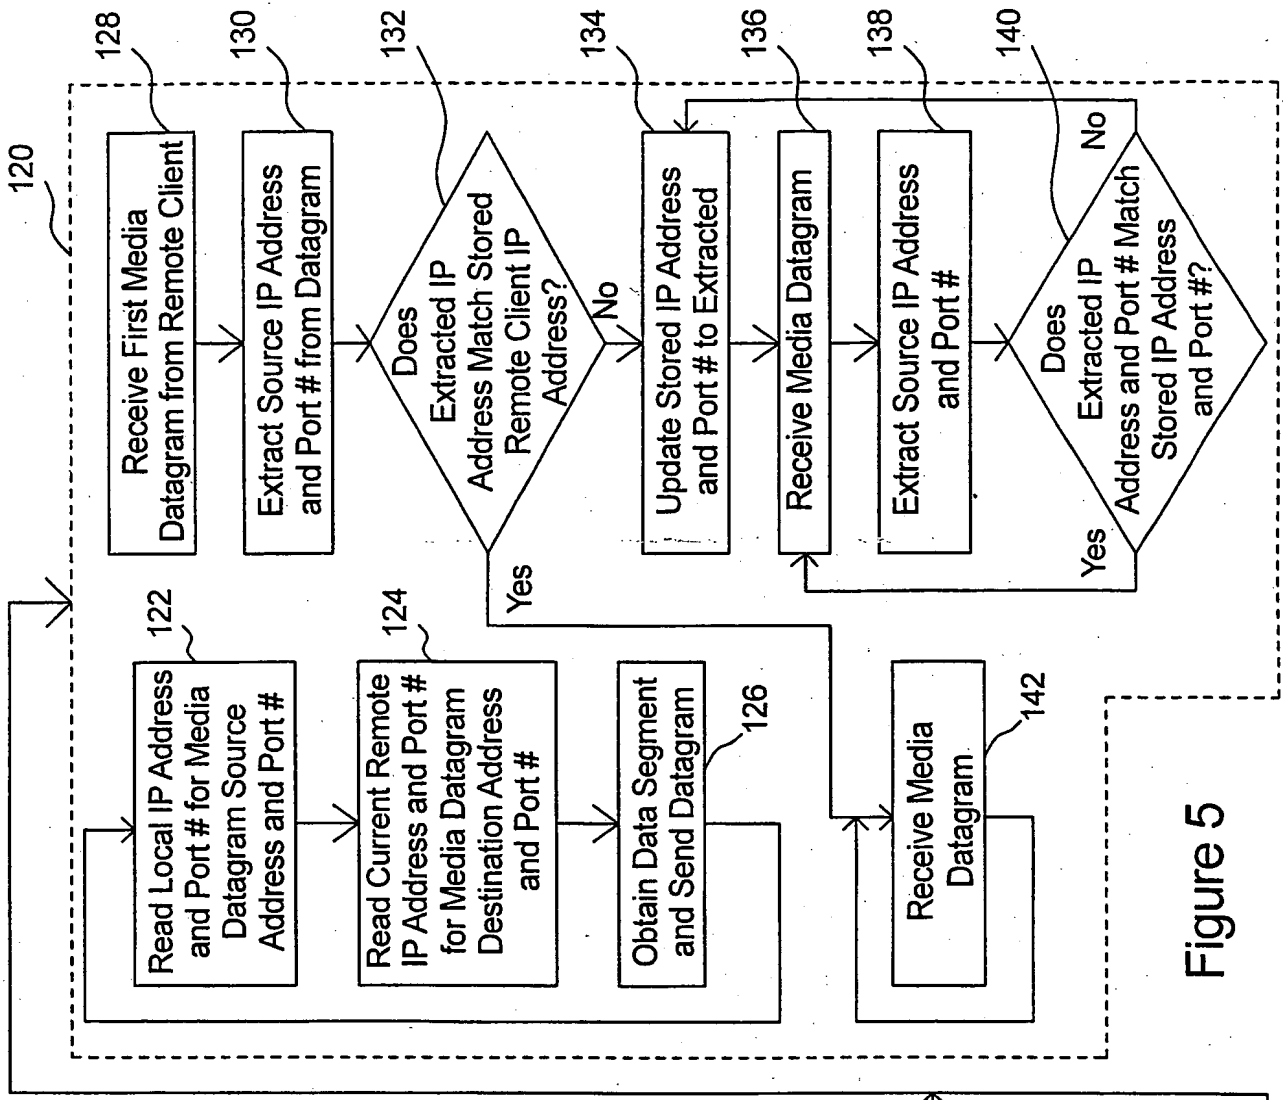 120
122
Read Local IP Address
and Port # for Media
Datagram Source
Address and Port #
124
Read Current Remote
IP Address and Port #
for Media Datagram
Destination Address
and Port #
Obtain Data Segment
and Send Datagram
126
Receive Media
Datagram
142
128
Receive First Media
Datagram from Remote Client
130
Extract Source IP Address
and Port # from Datagram
132
Does
Extracted IP
Address Match Stored
Remote Client IP
Address?
Yes
No
134
Update Stored IP Address
and Port # to Extracted
136
Receive Media Datagram
138
Extract Source IP Address
and Port #
140
Does
Extracted IP
Address and Port # Match
Stored IP Address
and Port #?
Yes
No
Figure 5